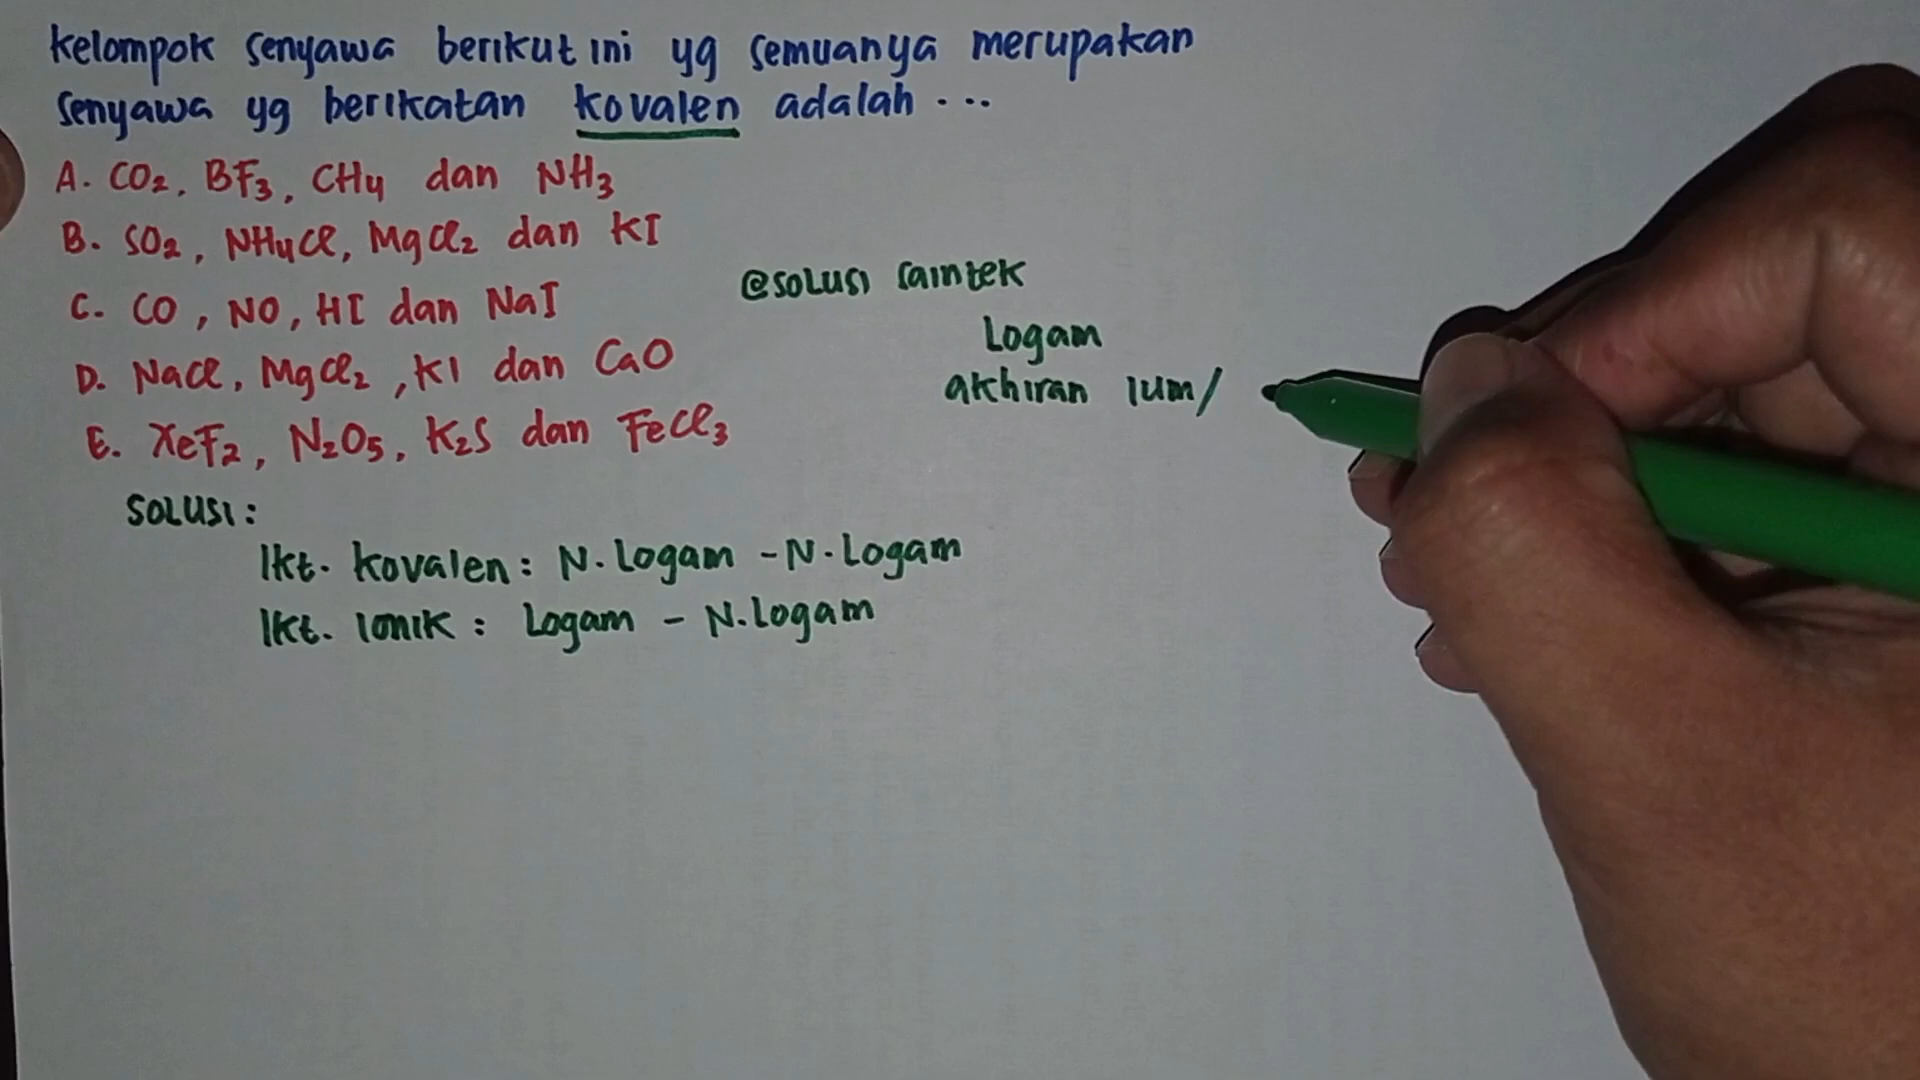 Kelompok senyawa berikut ini yg semuanya merupakan
senyawa yg berikatan kovalen adalah ...
A. CO₂, BF₃, CH₄ dan NH₃
B. SO₂, NH₄Cl, MgCl₂ dan KI
C. CO, NO, HI dan NaI
D. NaCl, MgCl₂, KI dan CaO
E. XeF₂, N₂O₅, K₂S dan FeCl₃
@solusi saintek
Logam
akhiran ium/
SOLUSI:
Ikt. kovalen: N.Logam - N.Logam
Ikt. Ionik: Logam - N.Logam